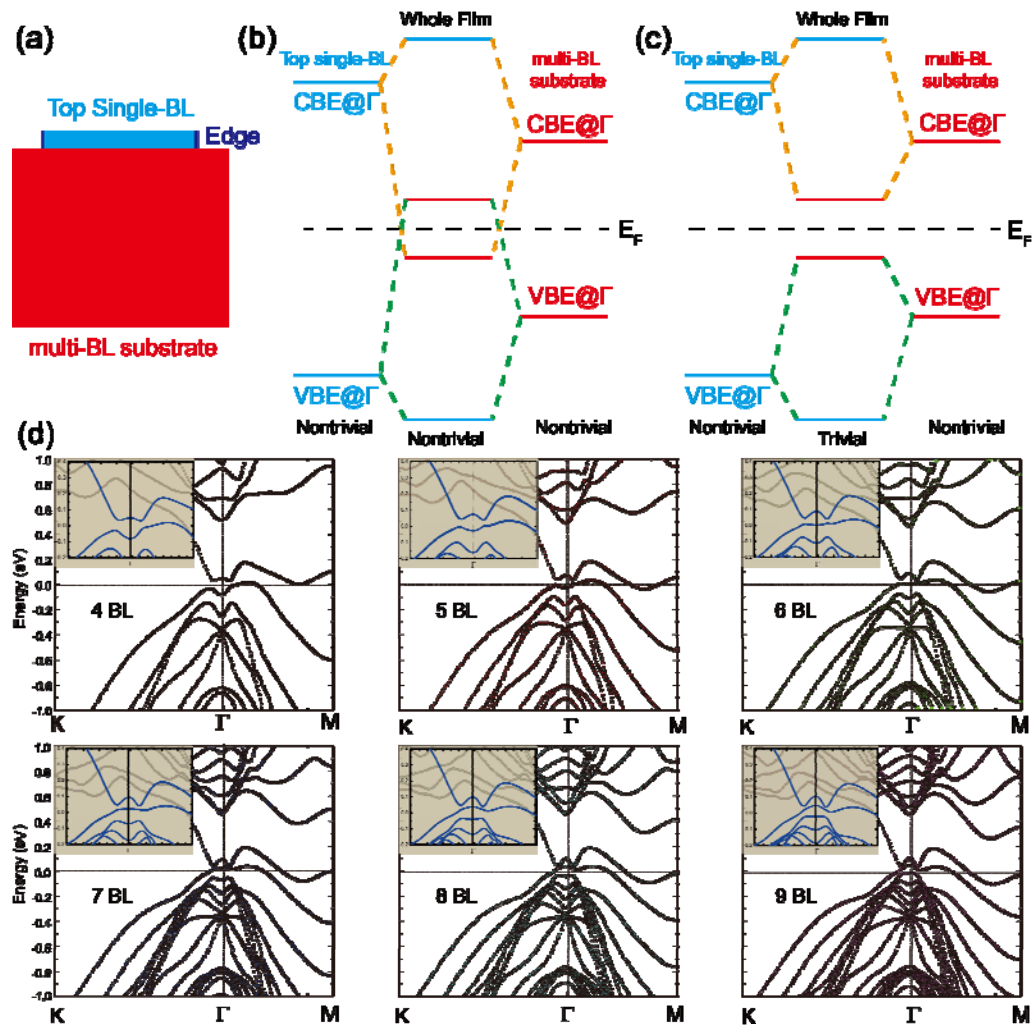 (a)
Top Single-BL
Edge
multi-BL substrate
(b)
Whole Film
Top single-BL
CBE@Γ
multi-BL
substrate
CBE@Γ
E_F
VBE@Γ
VBE@Γ
Nontrivial
Nontrivial
Nontrivial
(c)
Whole Film
Top single-BL
CBE@Γ
multi-BL
substrate
CBE@Γ
E_F
VBE@Γ
VBE@Γ
Nontrivial
Trivial
Nontrivial
(d)
Energy (eV)
1.0
0.8
0.6
0.4
0.2
0.0
-0.2
-0.4
-0.6
-0.8
-1.0
4 BL
K Γ M
5 BL
K Γ M
6 BL
K Γ M
Energy (eV)
1.0
0.8
0.6
0.4
0.2
0.0
-0.2
-0.4
-0.6
-0.8
-1.0
7 BL
K Γ M
8 BL
K Γ M
9 BL
K Γ M